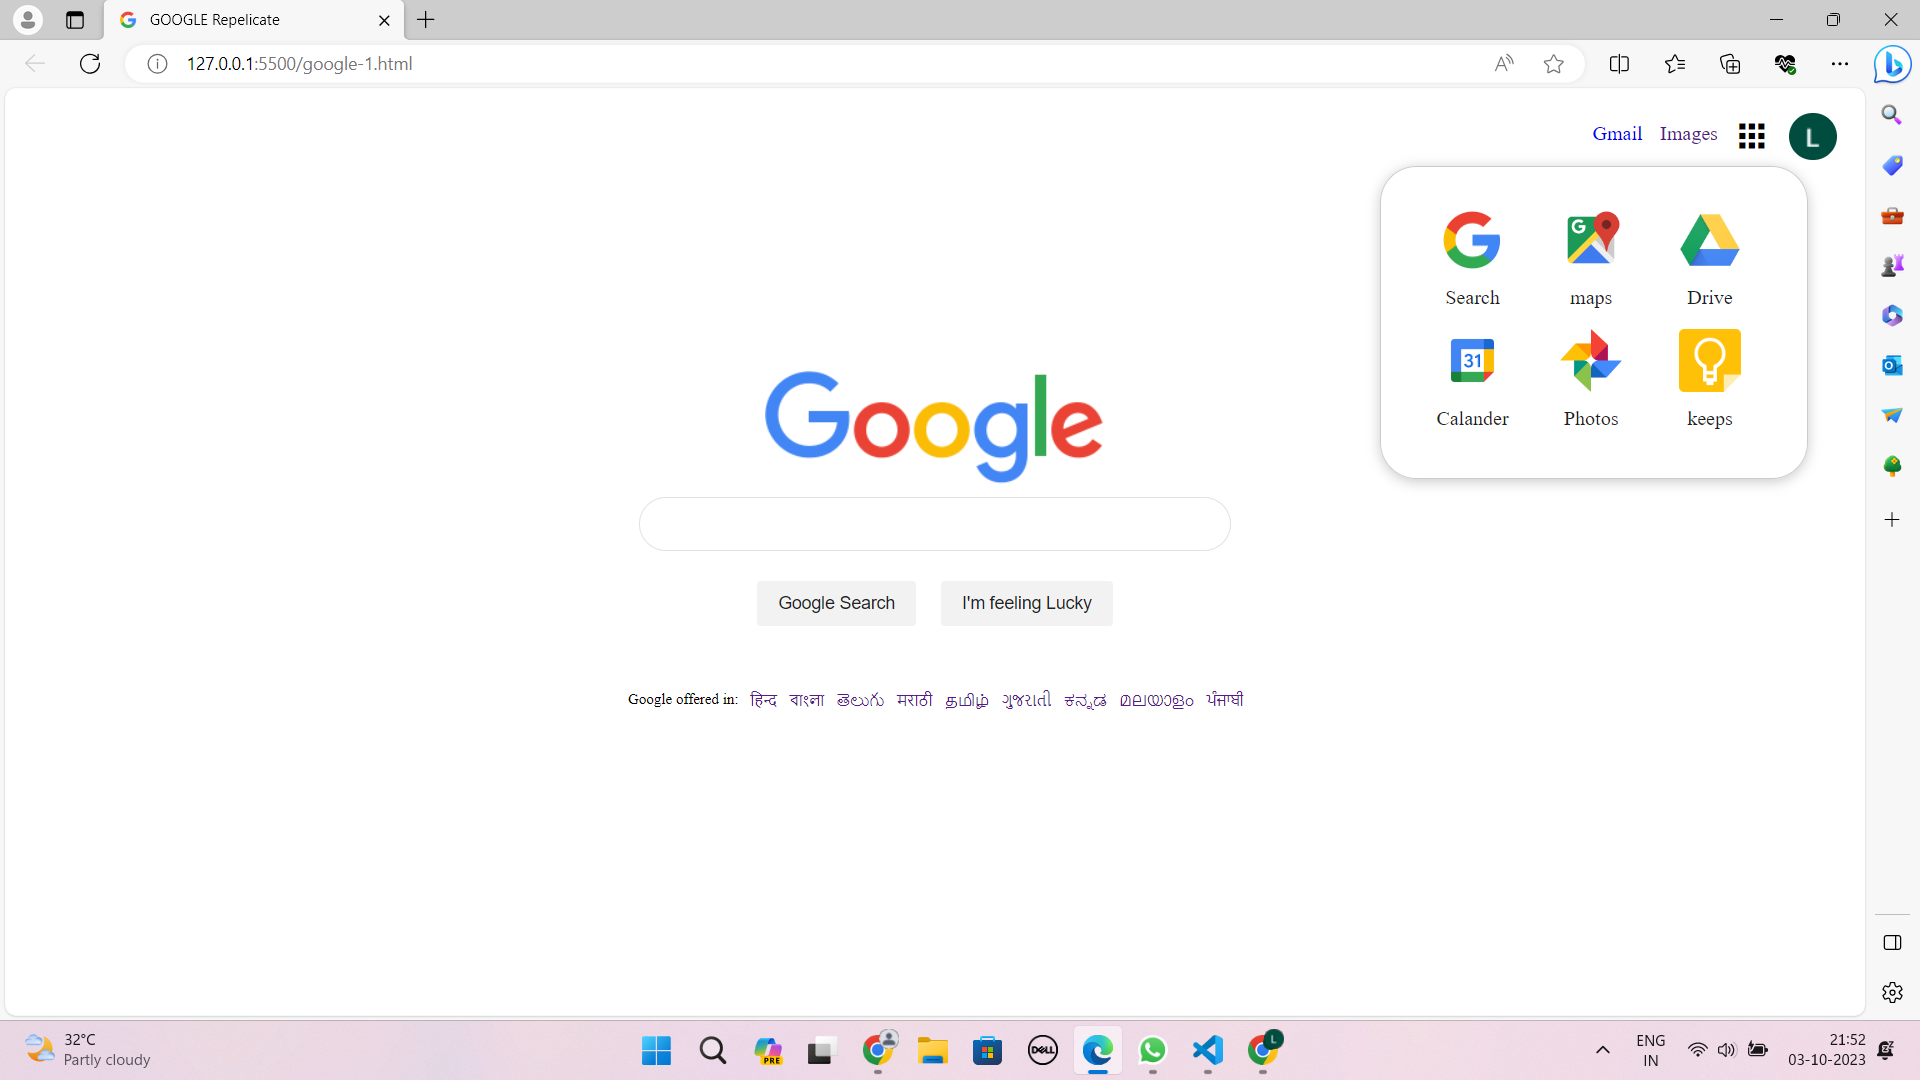 GOOGLE Repelicate
127.0.0.1:5500/google-1.html
Gmail Images L
G
Search maps Drive
31
Calander Photos keeps
Google
Google Search I'm feeling Lucky
Google offered in: हिन्द বাংলা తెలుగు मराठी தமிழ் ગુજરાતી ಕನ್ನಡ മലയാളം ਪੰਜਾਬੀ
32°C
Partly cloudy
PRE
DELL
L
ENG
IN
21:52
03-10-2023